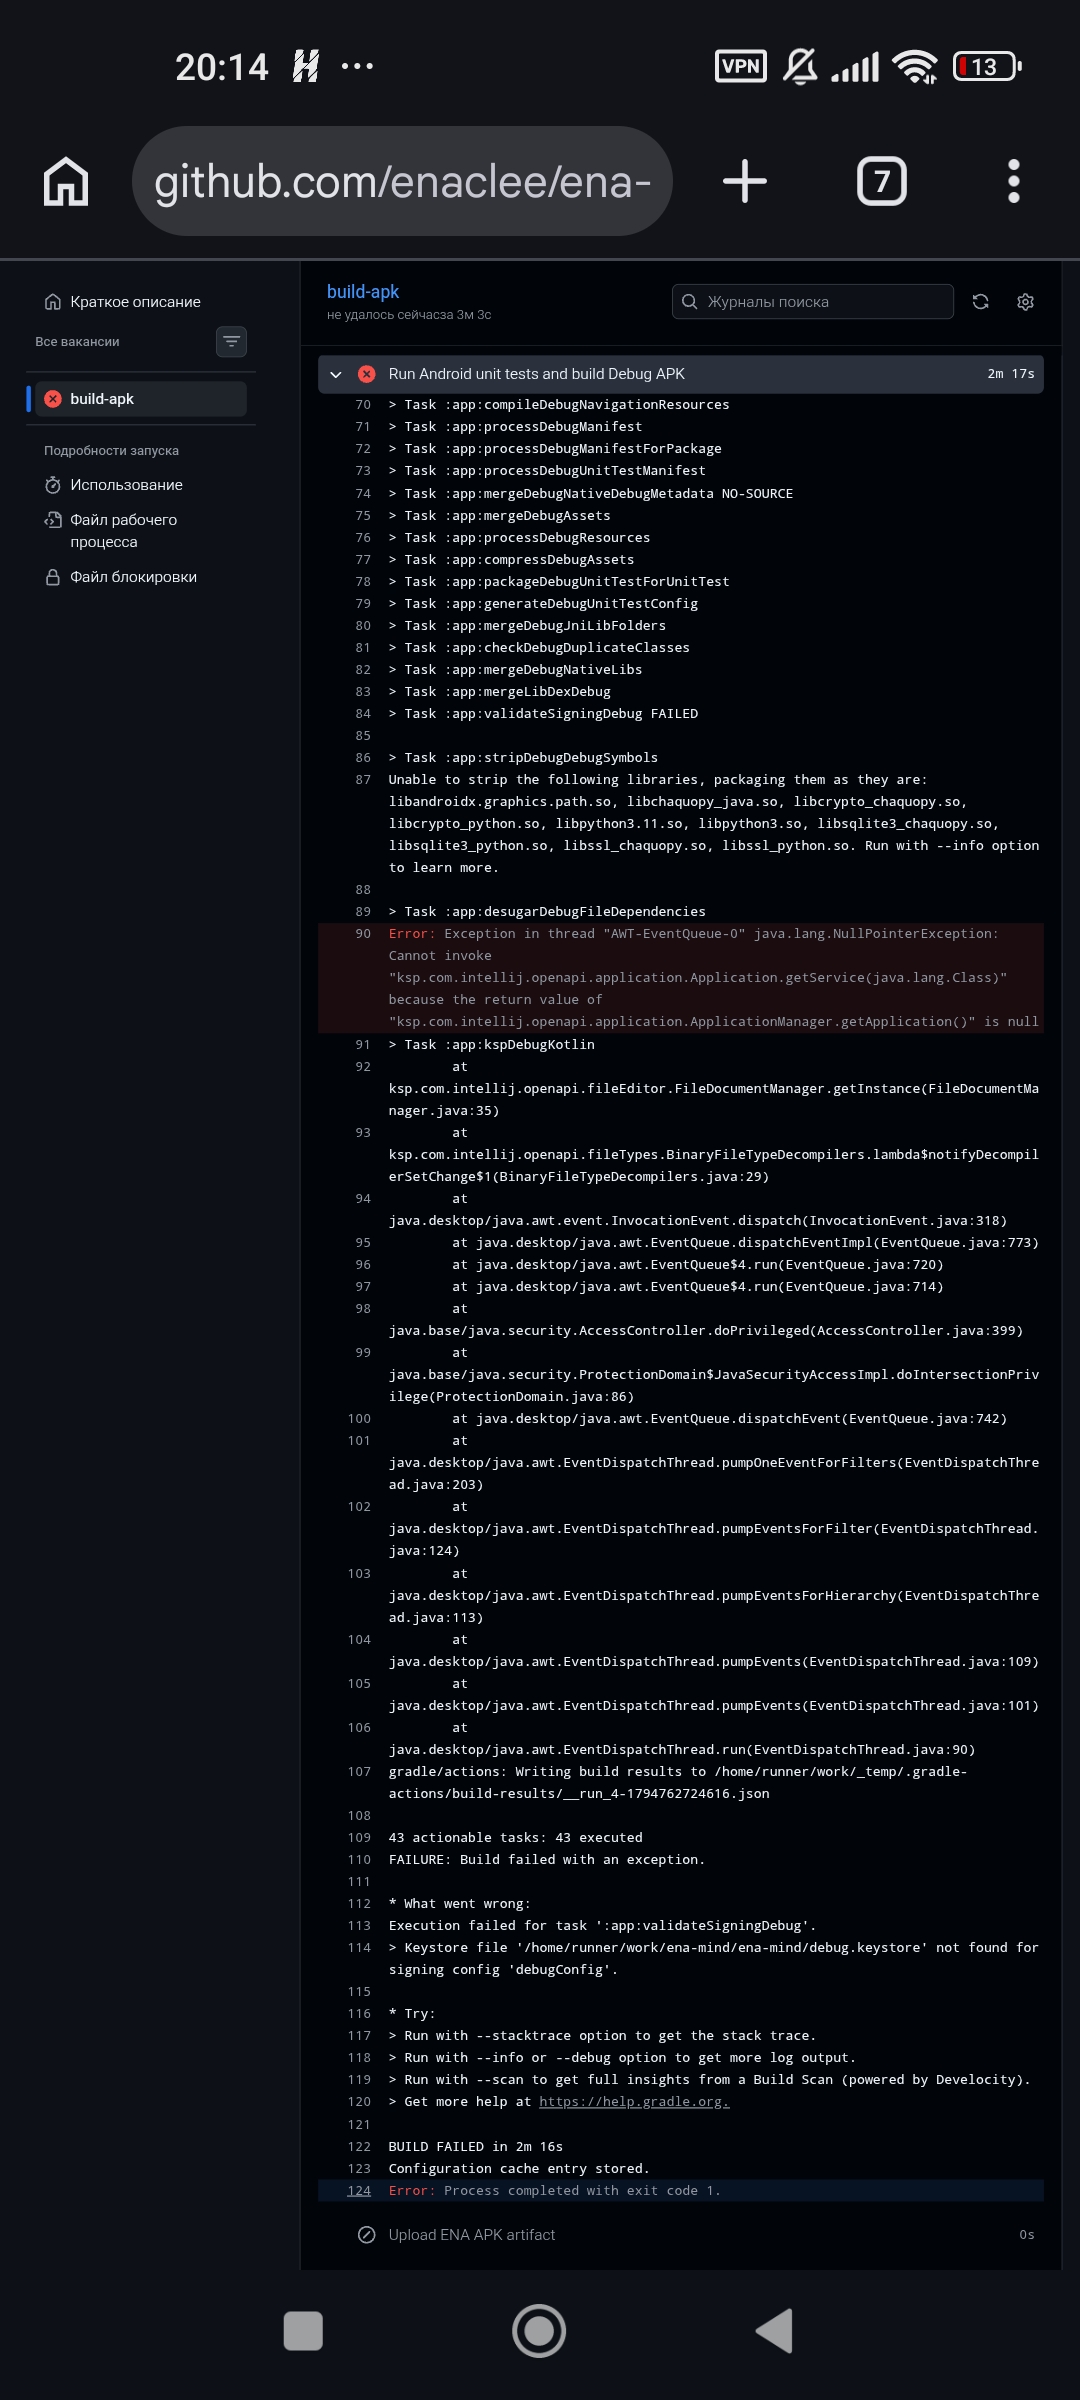 20:14
VPN
13
github.com/enaclee/ena-
7
Краткое описание
Все вакансии
build-apk
Подробности запуска
Использование
Файл рабочего
процесса
Файл блокировки
build-apk
не удалось сейчасза 3м 3с
Журналы поиска
Run Android unit tests and build Debug APK 2m 17s
70 > Task :app:compileDebugNavigationResources
71 > Task :app:processDebugManifest
72 > Task :app:processDebugManifestForPackage
73 > Task :app:processDebugUnitTestManifest
74 > Task :app:mergeDebugNativeDebugMetadata NO-SOURCE
75 > Task :app:mergeDebugAssets
76 > Task :app:processDebugResources
77 > Task :app:compressDebugAssets
78 > Task :app:packageDebugUnitTestForUnitTest
79 > Task :app:generateDebugUnitTestConfig
80 > Task :app:mergeDebugJniLibFolders
81 > Task :app:checkDebugDuplicateClasses
82 > Task :app:mergeDebugNativeLibs
83 > Task :app:mergeLibDexDebug
84 > Task :app:validateSigningDebug FAILED
85
86 > Task :app:stripDebugDebugSymbols
87 Unable to strip the following libraries, packaging them as they are:
libandroidx.graphics.path.so, libchaquopy_java.so, libcrypto_chaquopy.so,
libcrypto_python.so, libpython3.11.so, libpython3.so, libsqlite3_chaquopy.so,
libsqlite3_python.so, libssl_chaquopy.so, libssl_python.so. Run with --info option
to learn more.
88
89 > Task :app:desugarDebugFileDependencies
90 Error: Exception in thread "AWT-EventQueue-0" java.lang.NullPointerException:
Cannot invoke
"ksp.com.intellij.openapi.application.Application.getService(java.lang.Class)"
because the return value of
"ksp.com.intellij.openapi.application.ApplicationManager.getApplication()" is null
91 > Task :app:kspDebugKotlin
92 at
ksp.com.intellij.openapi.fileEditor.FileDocumentManager.getInstance(FileDocumentMa
nager.java:35)
93 at
ksp.com.intellij.openapi.fileTypes.BinaryFileTypeDecompilers.lambda$notifyDecompil
erSetChange$1(BinaryFileTypeDecompilers.java:29)
94 at
java.desktop/java.awt.event.InvocationEvent.dispatch(InvocationEvent.java:318)
95 at java.desktop/java.awt.EventQueue.dispatchEventImpl(EventQueue.java:773)
96 at java.desktop/java.awt.EventQueue$4.run(EventQueue.java:720)
97 at java.desktop/java.awt.EventQueue$4.run(EventQueue.java:714)
98 at
java.base/java.security.AccessController.doPrivileged(AccessController.java:399)
99 at
java.base/java.security.ProtectionDomain$JavaSecurityAccessImpl.doIntersectionPriv
ilege(ProtectionDomain.java:86)
100 at java.desktop/java.awt.EventQueue.dispatchEvent(EventQueue.java:742)
101 at
java.desktop/java.awt.EventDispatchThread.pumpOneEventForFilters(EventDispatchThre
ad.java:203)
102 at
java.desktop/java.awt.EventDispatchThread.pumpEventsForFilter(EventDispatchThread.
java:124)
103 at
java.desktop/java.awt.EventDispatchThread.pumpEventsForHierarchy(EventDispatchThre
ad.java:113)
104 at
java.desktop/java.awt.EventDispatchThread.pumpEvents(EventDispatchThread.java:109)
105 at
java.desktop/java.awt.EventDispatchThread.pumpEvents(EventDispatchThread.java:101)
106 at
java.desktop/java.awt.EventDispatchThread.run(EventDispatchThread.java:90)
107 gradle/actions: Writing build results to /home/runner/work/_temp/.gradle-
actions/build-results/__run_4-1794762724616.json
108
109 43 actionable tasks: 43 executed
110 FAILURE: Build failed with an exception.
111
112 * What went wrong:
113 Execution failed for task ':app:validateSigningDebug'.
114 > Keystore file '/home/runner/work/ena-mind/ena-mind/debug.keystore' not found for
signing config 'debugConfig'.
115
116 * Try:
117 > Run with --stacktrace option to get the stack trace.
118 > Run with --info or --debug option to get more log output.
119 > Run with --scan to get full insights from a Build Scan (powered by Develocity).
120 > Get more help at https://help.gradle.org.
121
122 BUILD FAILED in 2m 16s
123 Configuration cache entry stored.
124 Error: Process completed with exit code 1.
Upload ENA APK artifact 0s